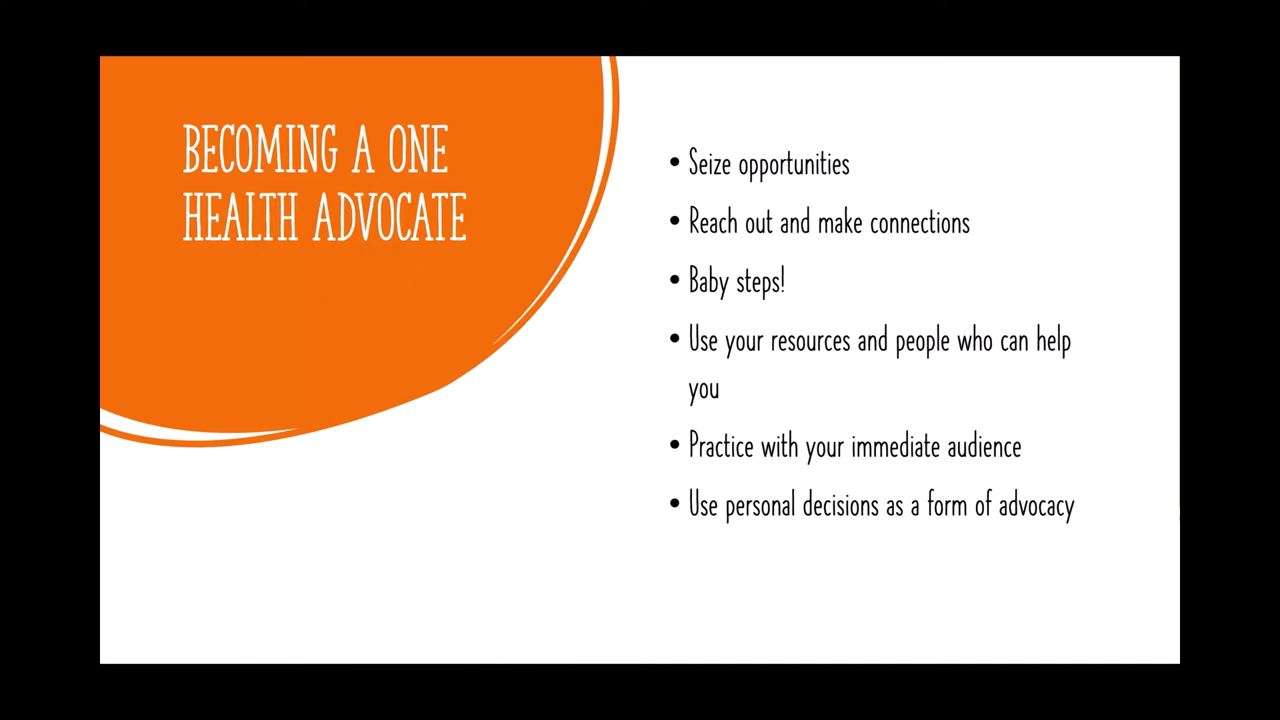 BECOMING A ONE
HEALTH ADVOCATE
• Seize opportunities
• Reach out and make connections
• Baby steps!
• Use your resources and people who can help
you
• Practice with your immediate audience
• Use personal decisions as a form of advocacy